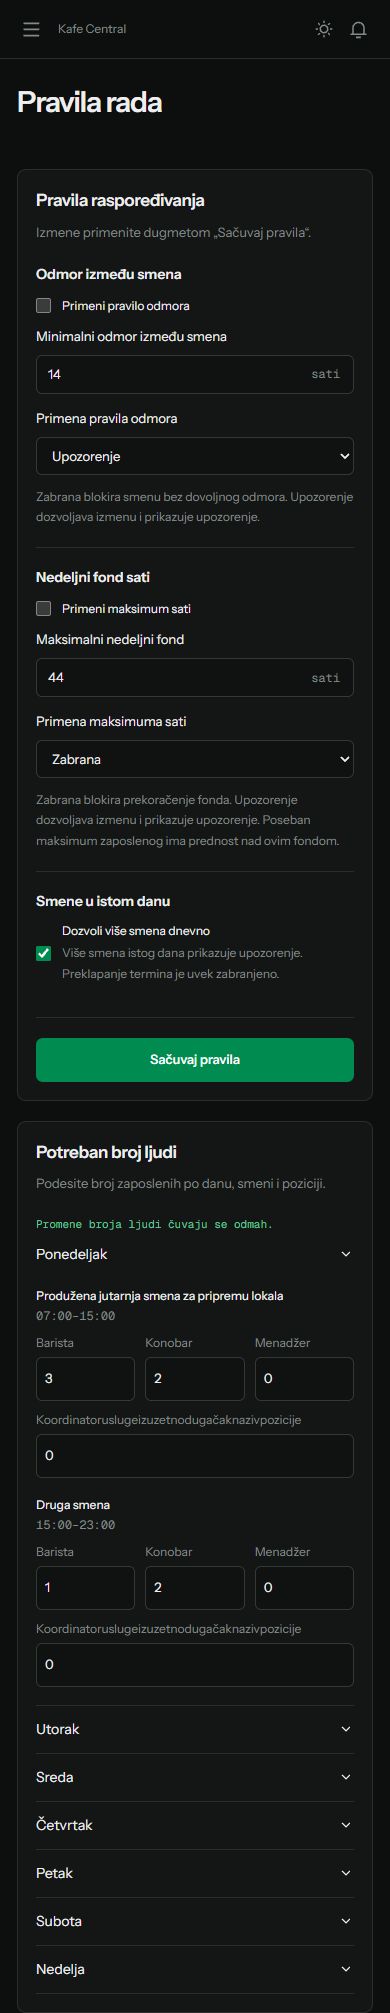 Kafe Central
Pravila rada
Pravila raspoređivanja
Izmene primenite dugmetom „Sačuvaj pravila“.
Odmor između smena
Primeni pravilo odmora
Minimalni odmor između smena
14 sati
Primena pravila odmora
Upozorenje
Zabrana blokira smenu bez dovoljnog odmora. Upozorenje
dozvoljava izmenu i prikazuje upozorenje.
Nedeljni fond sati
Primeni maksimum sati
Maksimalni nedeljni fond
44 sati
Primena maksimuma sati
Zabrana
Zabrana blokira prekoračenje fonda. Upozorenje
dozvoljava izmenu i prikazuje upozorenje. Poseban
maksimum zaposlenog ima prednost nad ovim fondom.
Smene u istom danu
Dozvoli više smena dnevno
Više smena istog dana prikazuje upozorenje.
Preklapanje termina je uvek zabranjeno.
Sačuvaj pravila
Potreban broj ljudi
Podesite broj zaposlenih po danu, smeni i poziciji.
Promene broja ljudi čuvaju se odmah.
Ponedeljak
Produžena jutarnja smena za pripremu lokala
07:00–15:00
Barista Konobar Menadžer
3 2 0
Koordinatoruslugeizuzetnodugačaknazivpozicije
0
Druga smena
15:00–23:00
Barista Konobar Menadžer
1 2 0
Koordinatoruslugeizuzetnodugačaknazivpozicije
0
Utorak
Sreda
Četvrtak
Petak
Subota
Nedelja